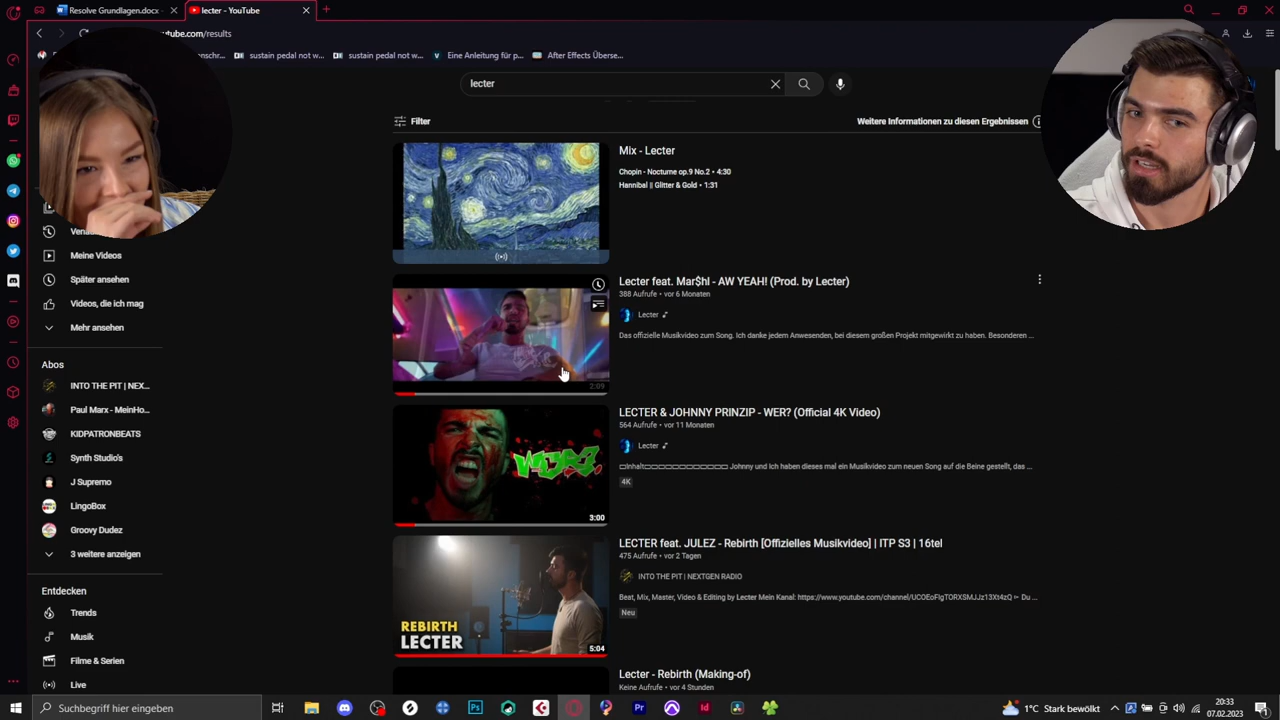 Resolve Grundlagen.docx
lecter - YouTube
utube.com/results
sustain pedal not w...
sustain pedal not w...
Eine Anleitung für p...
After Effects Überse...
lecter
Filter
Weitere Informationen zu diesen Ergebnissen
Meine Videos
Später ansehen
Videos, die ich mag
Mehr ansehen
Abos
INTO THE PIT | NEX...
Paul Marx - MeinHo...
KIDPATRONBEATS
Synth Studio's
J Supremo
LingoBox
Groovy Dudez
3 weitere anzeigen
Entdecken
Trends
Musik
Filme & Serien
Live
Mix - Lecter
Chopin - Nocturne op.9 No.2 • 4:30
Hannibal || Glitter & Gold • 1:31
2:09
Lecter feat. Mar$hl - AW YEAH! (Prod. by Lecter)
388 Aufrufe • vor 6 Monaten
Lecter
Das offizielle Musikvideo zum Song. Ich danke jedem Anwesenden, bei diesem großen Projekt mitgewirkt zu haben. Besonderen ...
WER?
3:00
LECTER & JOHNNY PRINZIP - WER? (Official 4K Video)
564 Aufrufe • vor 11 Monaten
Lecter
Johnny und Ich haben dieses mal ein Musikvideo zum neuen Song auf die Beine gestellt, das ...
4K
REBIRTH
LECTER
5:04
LECTER feat. JULEZ - Rebirth [Offizielles Musikvideo] | ITP S3 | 16tel
475 Aufrufe • vor 2 Tagen
INTO THE PIT | NEXTGEN RADIO
Beat, Mix, Master, Video & Editing by Lecter Mein Kanal: https://www.youtube.com/channel/
Neu
Lecter - Rebirth (Making-of)
Keine Aufrufe • vor 4 Stunden
Suchbegriff hier eingeben
Ps
Pr
Id
1°C Stark bewölkt
20:33
07.02.2023